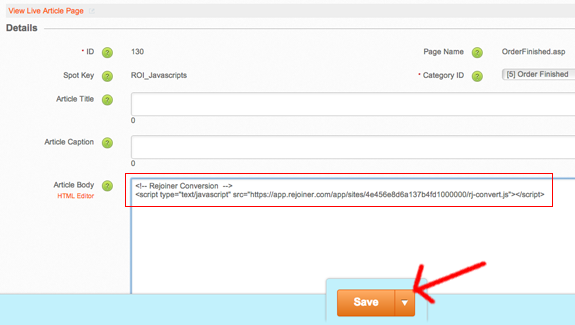 View Live Article Page
Details
* ID ? 130 Page Name ? OrderFinished.asp
Spot Key ? ROI_Javascripts * Category ID ? [5] Order Finished
Article Title ?
0
Article Caption ?
0
Article Body ? <!-- Rejoiner Conversion -->
HTML Editor <script type="text/javascript" src="https://app.rejoiner.com/app/sites/4e456e8d6a137b4fd1000000/rj-convert.js"></script>
Save